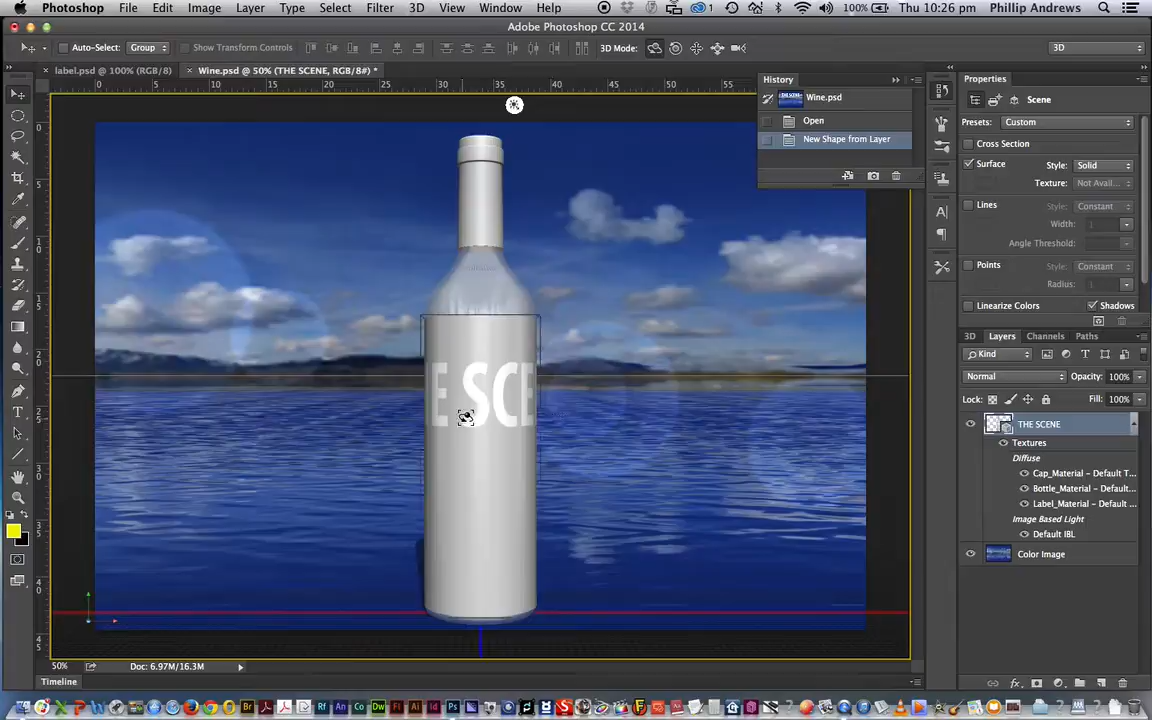 Photoshop File Edit Image Layer Type Select Filter 3D View Window Help 1 100% Thu 10:26 pm Phillip Andrews
Adobe Photoshop CC 2014
Auto-Select: Group Show Transform Controls 3D Mode: 3D
label.psd @ 100% (RGB/8) Wine.psd @ 50% (THE SCENE, RGB/8#) *
History
Wine.psd
Open
New Shape from Layer
Properties
Scene
Presets: Custom
Cross Section
Surface Style: Solid
Texture: Not Avai...
Lines Style: Constant
Width: 1
Angle Threshold:
Points Style: Constant
Radius: 1
Linearize Colors Shadows
3D Layers Channels Paths
Kind
Normal Opacity: 100%
Lock: Fill: 100%
THE SCENE
Textures
Diffuse
Cap_Material - Default T...
Bottle_Material - Default...
Label_Material - Default ...
Image Based Light
Default IBL
Color Image
E SCE
50% Doc: 6.97M/16.3M
Timeline